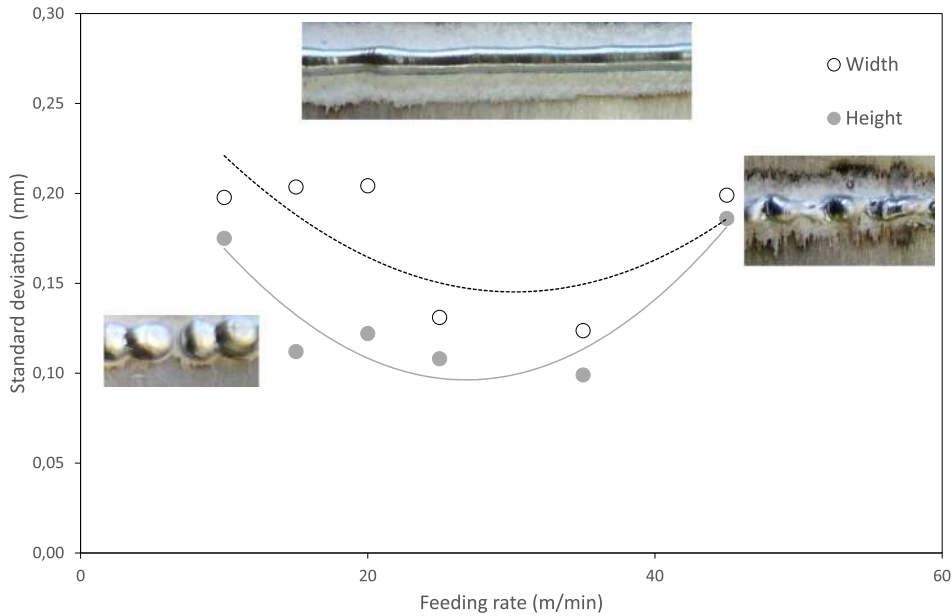 0,30
0,25
0,20
0,15
0,10
0,05
0,00
Standard deviation (mm)
Width
Height
0
20
40
60
Feeding rate (m/min)